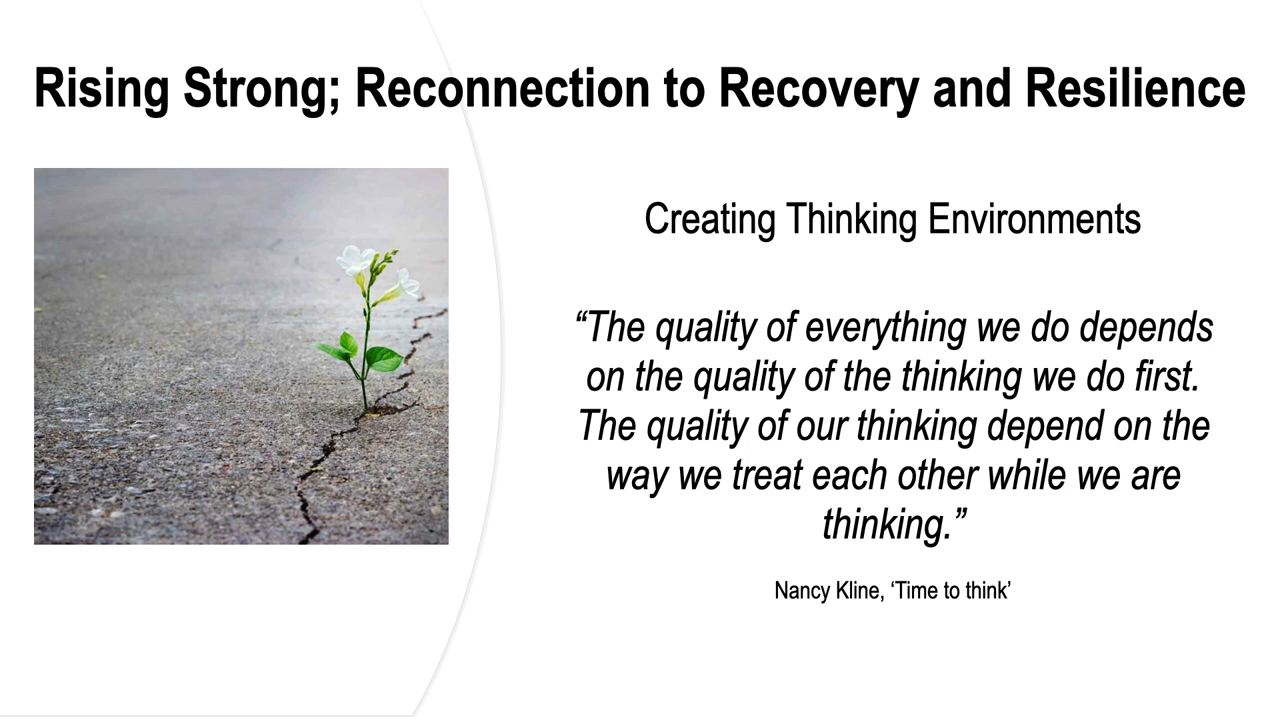 Rising Strong; Reconnection to Recovery and Resilience
Creating Thinking Environments
“The quality of everything we do depends
on the quality of the thinking we do first.
The quality of our thinking depend on the
way we treat each other while we are
thinking.”
Nancy Kline, ‘Time to think’